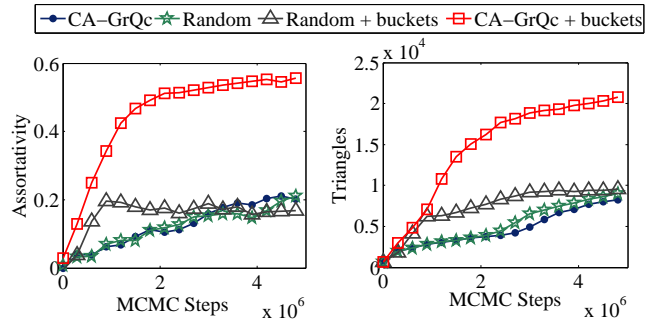 CA−GrQc Random Random + buckets CA−GrQc + buckets
0.6
0.4
0.2
0
Assortativity
0 2 4
x 10^6
MCMC Steps
x 10^4
2.5
2
1.5
1
0.5
0
Triangles
0 2 4
x 10^6
MCMC Steps